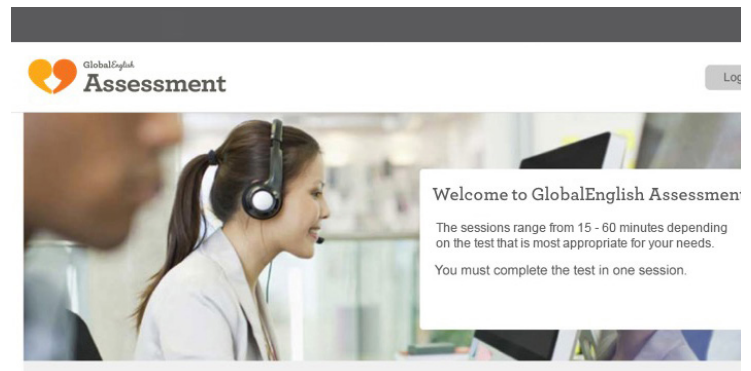 GlobalEnglish
Assessment
Log
Welcome to GlobalEnglish Assessment
The sessions range from 15 - 60 minutes depending
on the test that is most appropriate for your needs.
You must complete the test in one session.